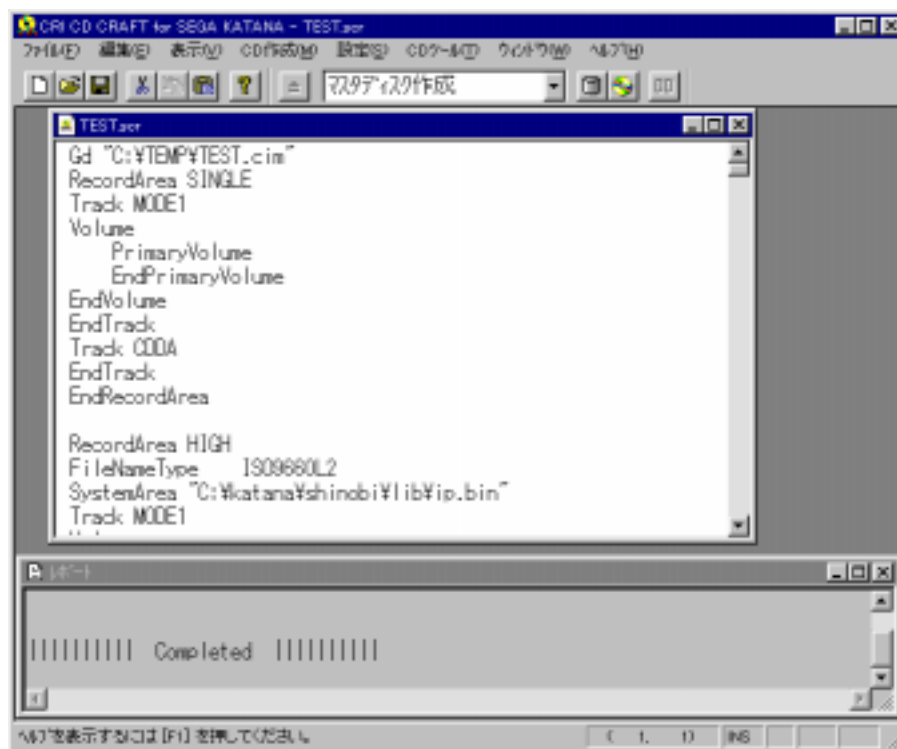 CRI CD CRAFT for SEGA KATANA - TEST.scr
ファイル(F) 編集(E) 表示(V) CD作成(M) 設定(S) CDツール(T) ウィンドウ(W) ヘルプ(H)
マスタディスク作成
TEST.scr
Gd "C:¥TEMP¥TEST.cim"
RecordArea SINGLE
Track MODE1
Volume
PrimaryVolume
EndPrimaryVolume
EndVolume
EndTrack
Track CDDA
EndTrack
EndRecordArea
RecordArea HIGH
FileNameType ISO9660L2
SystemArea "C:¥katana¥shinobi¥lib¥ip.bin"
Track MODE1
レポート
|||||||||| Completed ||||||||||
ヘルプを表示するには [F1] を押してください。
( 1, 1) INS